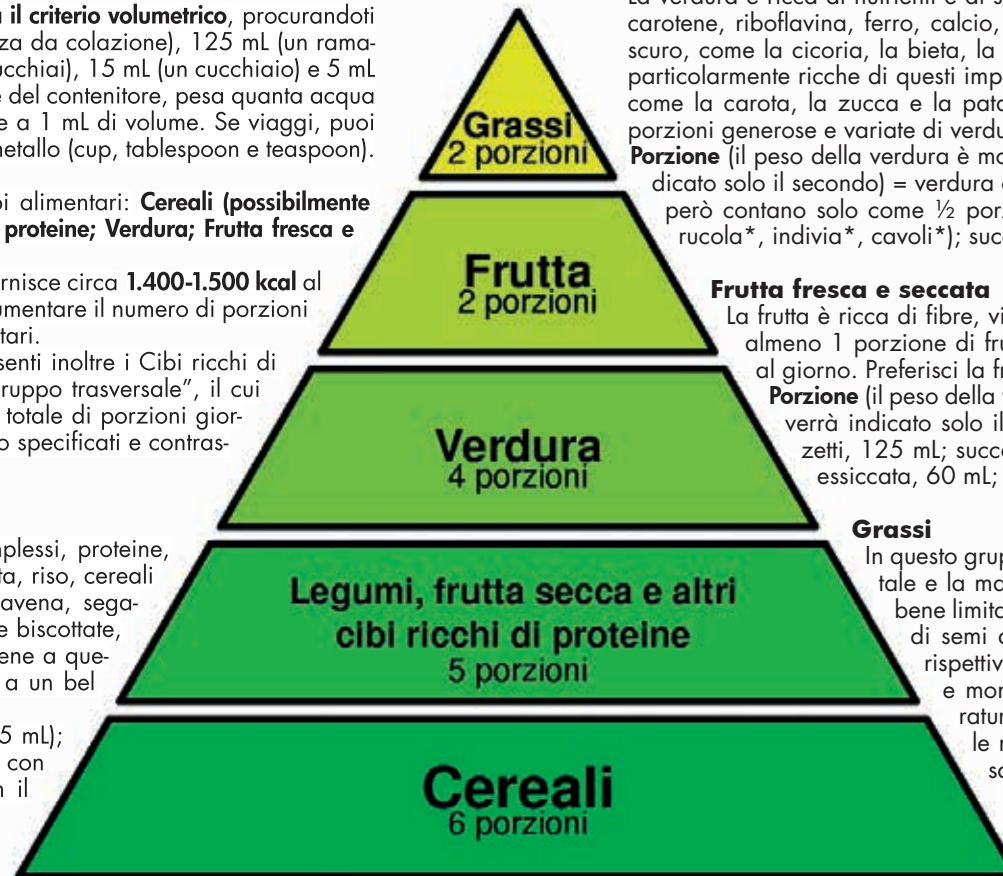 il criterio volumetrico, procurandoti
za da colazione), 125 mL (un rama-
ucchiai), 15 mL (un cucchiaio) e 5 mL
e del contenitore, pesa quanta acqua
e a 1 mL di volume. Se viaggi, puoi
metallo (cup, tablespoon e teaspoon).
pi alimentari: Cereali (possibilmente
proteine; Verdura; Frutta fresca e
rnisce circa 1.400-1.500 kcal al
umentare il numero di porzioni
tari.
senti inoltre i Cibi ricchi di
ruppo trasversale”, il cui
totale di porzioni gior-
o specificati e contras-
mplessi, proteine,
ta, riso, cereali
avena, sega-
e biscottate,
ene a que-
a un bel
5 mL);
con
n il
Grassi
2 porzioni
Frutta
2 porzioni
Verdura
4 porzioni
Legumi, frutta secca e altri
cibi ricchi di proteine
5 porzioni
Cereali
6 porzioni
carotene, riboflavina, ferro, calcio,
scuro, come la cicoria, la bieta, la
particolarmente ricche di questi imp
come la carota, la zucca e la pata
porzioni generose e variate di verdu
Porzione (il peso della verdura è mo
dicato solo il secondo) = verdura
però contano solo come ½ porz
rucola*, indivia*, cavoli*); suc
Frutta fresca e seccata
La frutta è ricca di fibre, vi
almeno 1 porzione di fru
al giorno. Preferisci la fr
Porzione (il peso della
verrà indicato solo il
zetti, 125 mL; succo
essiccata, 60 mL;
Grassi
In questo grup
tale e la ma
bene limita
di semi
rispettiv
e mor
ratur
le
so